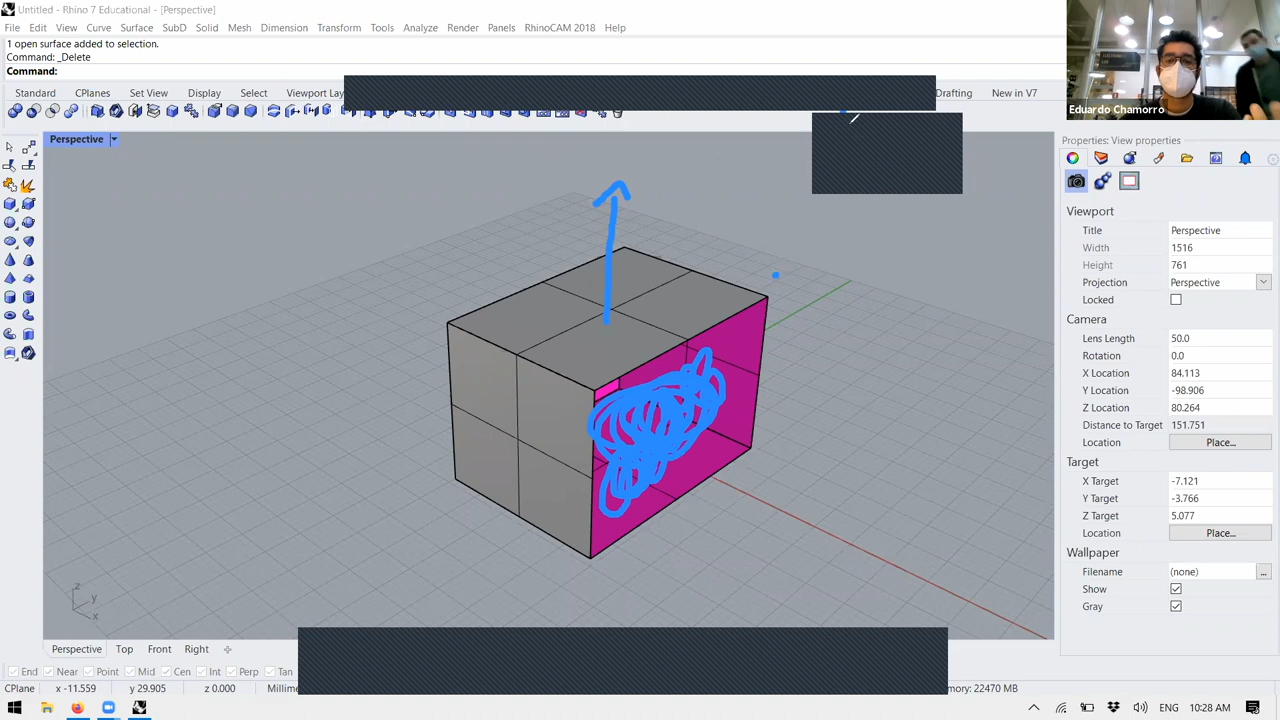 Untitled - Rhino 7 Educational - [Perspective]
File Edit View Curve Surface SubD Solid Mesh Dimension Transform Tools Analyze Render Panels RhinoCAM 2018 Help
1 open surface added to selection.
Command: _Delete
Command:
Standard CPlanes Set View Display Select Viewport Lay Drafting New in V7
Eduardo Chamorro
Perspective
Properties: View properties
Viewport
Title Perspective
Width 1516
Height 761
Projection Perspective
Locked
Camera
Lens Length 50.0
Rotation 0.0
X Location 84.113
Y Location -98.906
Z Location 80.264
Distance to Target 151.751
Location Place...
Target
X Target -7.121
Y Target -3.766
Z Target 5.077
Location Place...
Wallpaper
Filename (none) ...
Show
Gray
z
y
x
Perspective Top Front Right
End Near Point Mid Cen Int Perp Tan
CPlane x -11.559 y 29.905 z 0.000 Millime mory: 22470 MB
ENG 10:28 AM